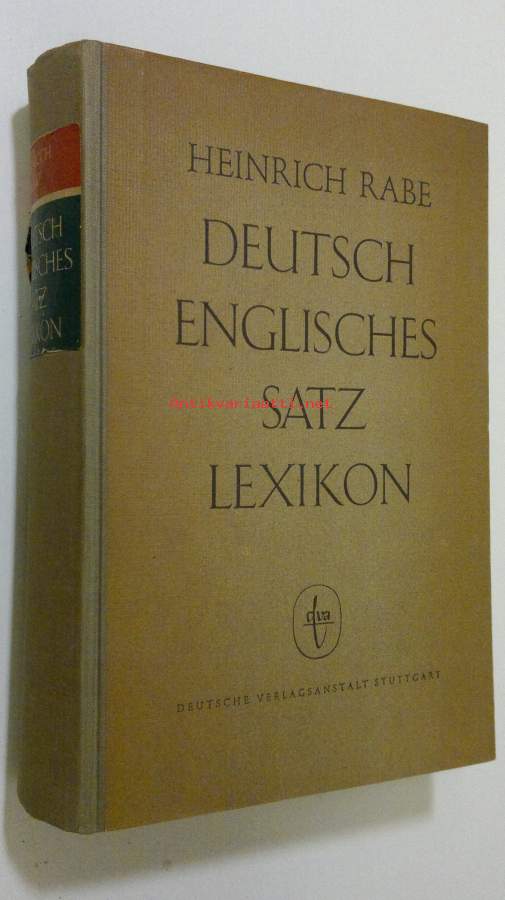 HEINRICH RABE
DEUTSCH
ENGLISCHES
SATZ
Antikvariaatti.net
LEXIKON
dva
DEUTSCHE VERLAGSANSTALT STUTTGART